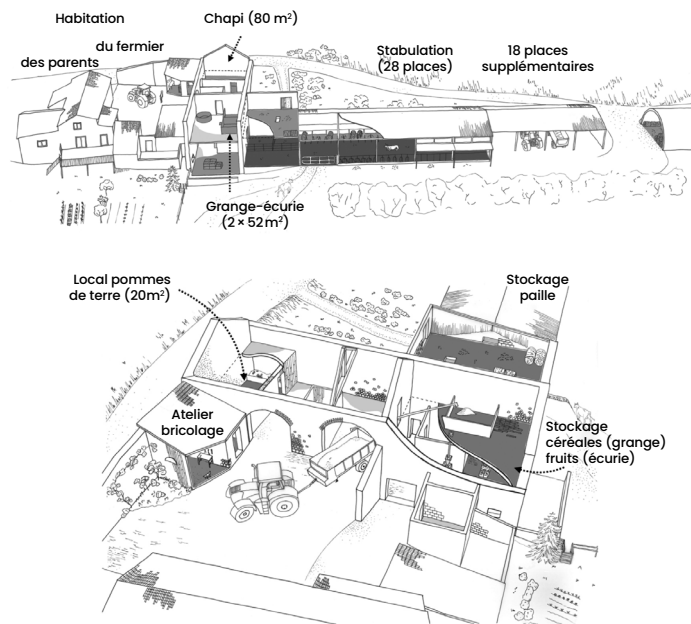 Habitation
des parents
du fermier
Chapi (80 m²)
Stabulation
(28 places)
18 places
supplémentaires
Grange-écurie
(2 × 52 m²)
Local pommes
de terre (20m²)
Stockage
paille
Atelier
bricolage
Stockage
céréales (grange)
fruits (écurie)